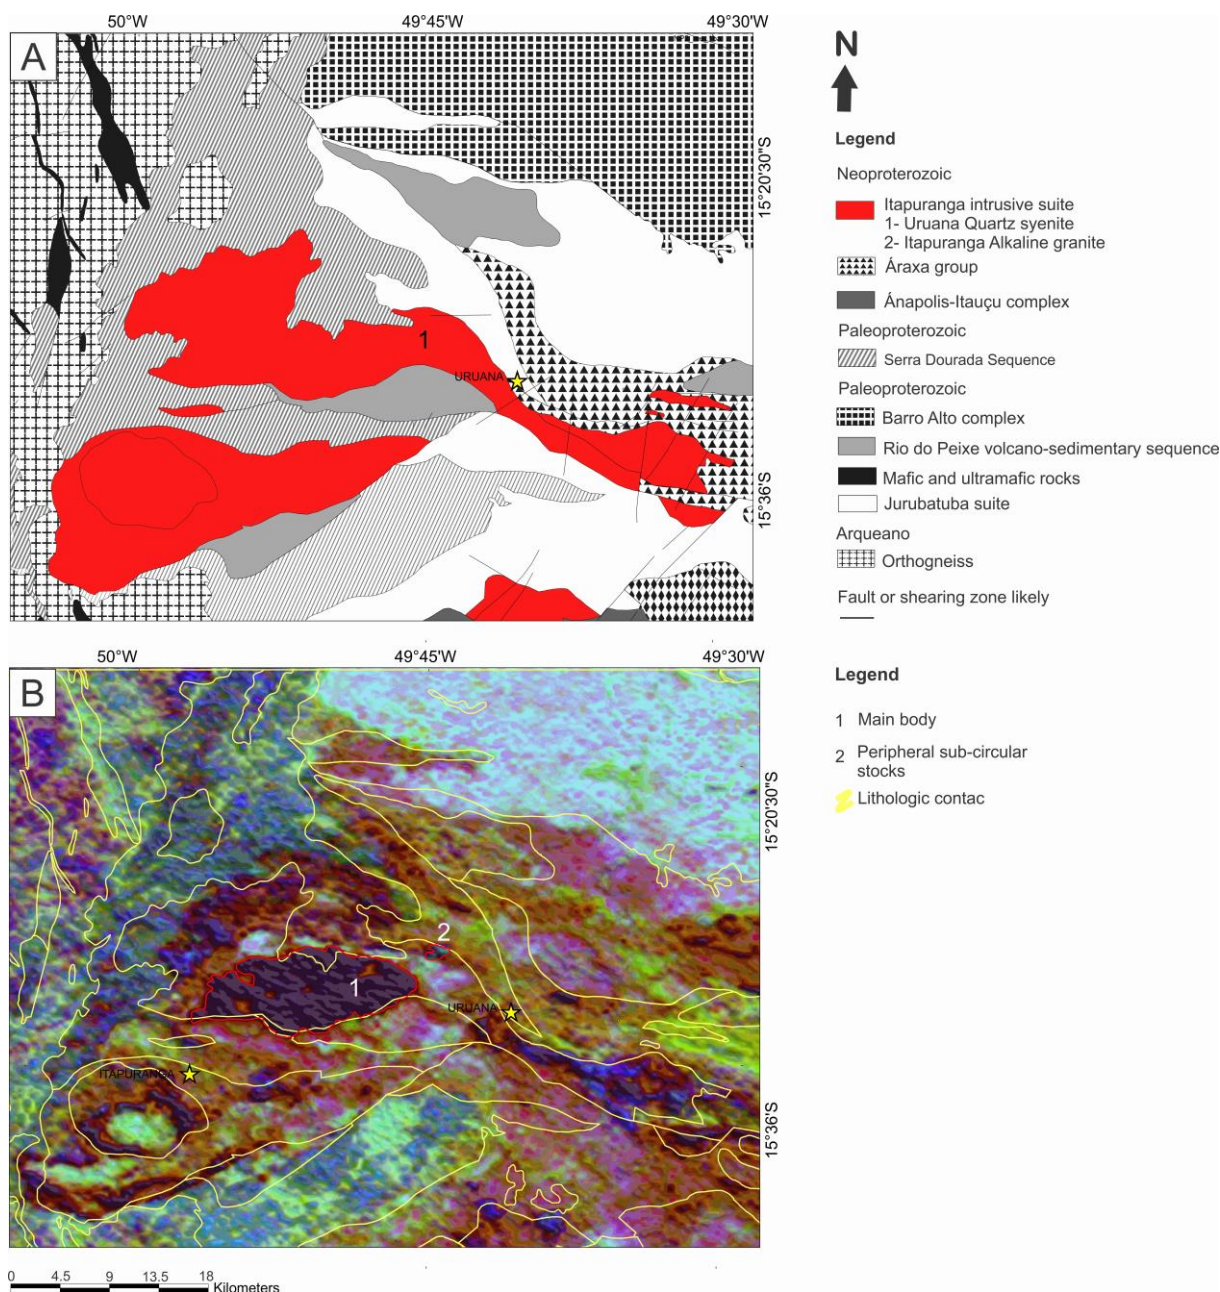 50°W 49°45'W 49°30'W
A
15°20'30"S
15°36'S
1
URUANA
N
Legend
Neoproterozoic
Itapuranga intrusive suite
1- Uruana Quartz syenite
2- Itapuranga Alkaline granite
Áraxa group
Ánapolis-Itauçu complex
Paleoproterozoic
Serra Dourada Sequence
Paleoproterozoic
Barro Alto complex
Rio do Peixe volcano-sedimentary sequence
Mafic and ultramafic rocks
Jurubatuba suite
Arqueano
Orthogneiss
Fault or shearing zone likely
50°W 49°45'W 49°30'W
B
15°20'30"S
15°36'S
2
1
URUANA
ITAPURANGA
Legend
1 Main body
2 Peripheral sub-circular
stocks
Lithologic contac
0 4.5 9 13.5 18
Kilometers